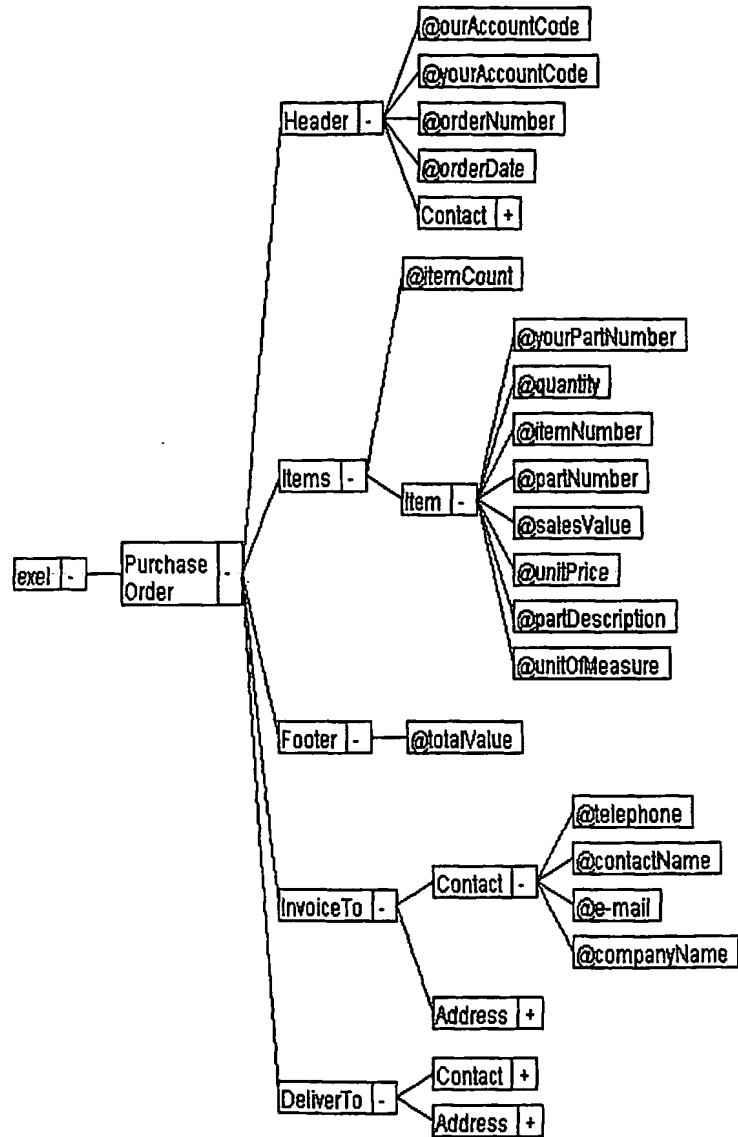 @ourAccountCode
@yourAccountCode
Header -
@orderNumber
@orderDate
Contact +
@itemCount
@yourPartNumber
@quantity
@itemNumber
Items -
Item -
@partNumber
@salesValue
exel -
Purchase
Order -
@unitPrice
@partDescription
@unitOfMeasure
Footer -
@totalValue
@telephone
@contactName
InvoiceTo -
Contact -
@e-mail
@companyName
Address +
DeliverTo -
Contact +
Address +